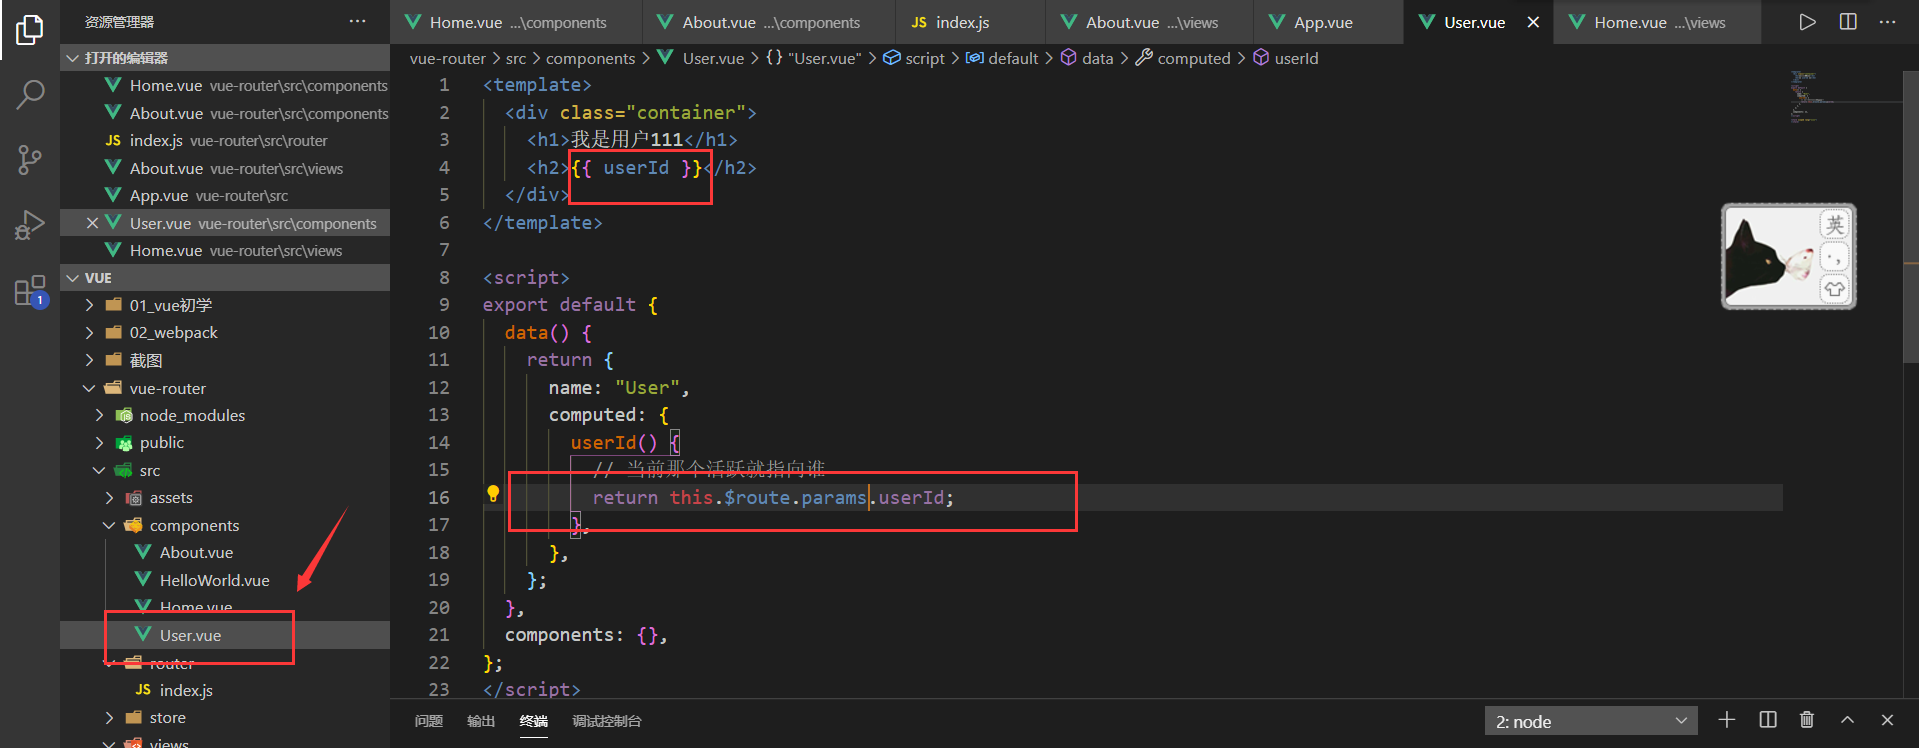 资源管理器 ···
打开的编辑器
Home.vue vue-router\src\components
About.vue vue-router\src\components
JS index.js vue-router\src\router
About.vue vue-router\src\views
App.vue vue-router\src
User.vue vue-router\src\components
Home.vue vue-router\src\views
VUE
01_vue初学
02_webpack
截图
vue-router
node_modules
public
src
assets
components
About.vue
HelloWorld.vue
Home.vue
User.vue
router
JS index.js
store
views
1
Home.vue ...\components
About.vue ...\components
JS index.js
About.vue ...\views
App.vue
User.vue
Home.vue ...\views
···
vue-router > src > components > User.vue > {} "User.vue" > script > default > data > computed > userId
1 <template>
2 <div class="container">
3 <h1>我是用户111</h1>
4 <h2>{{ userId }}</h2>
5 </div>
6 </template>
7
8 <script>
9 export default {
10 data() {
11 return {
12 name: "User",
13 computed: {
14 userId() {
15 // 当前那个活跃就指向谁
16 return this.$route.params.userId;
17 },
18 },
19 };
20 },
21 components: {},
22 };
23 </script>
英
问题 输出 终端 调试控制台
2: node